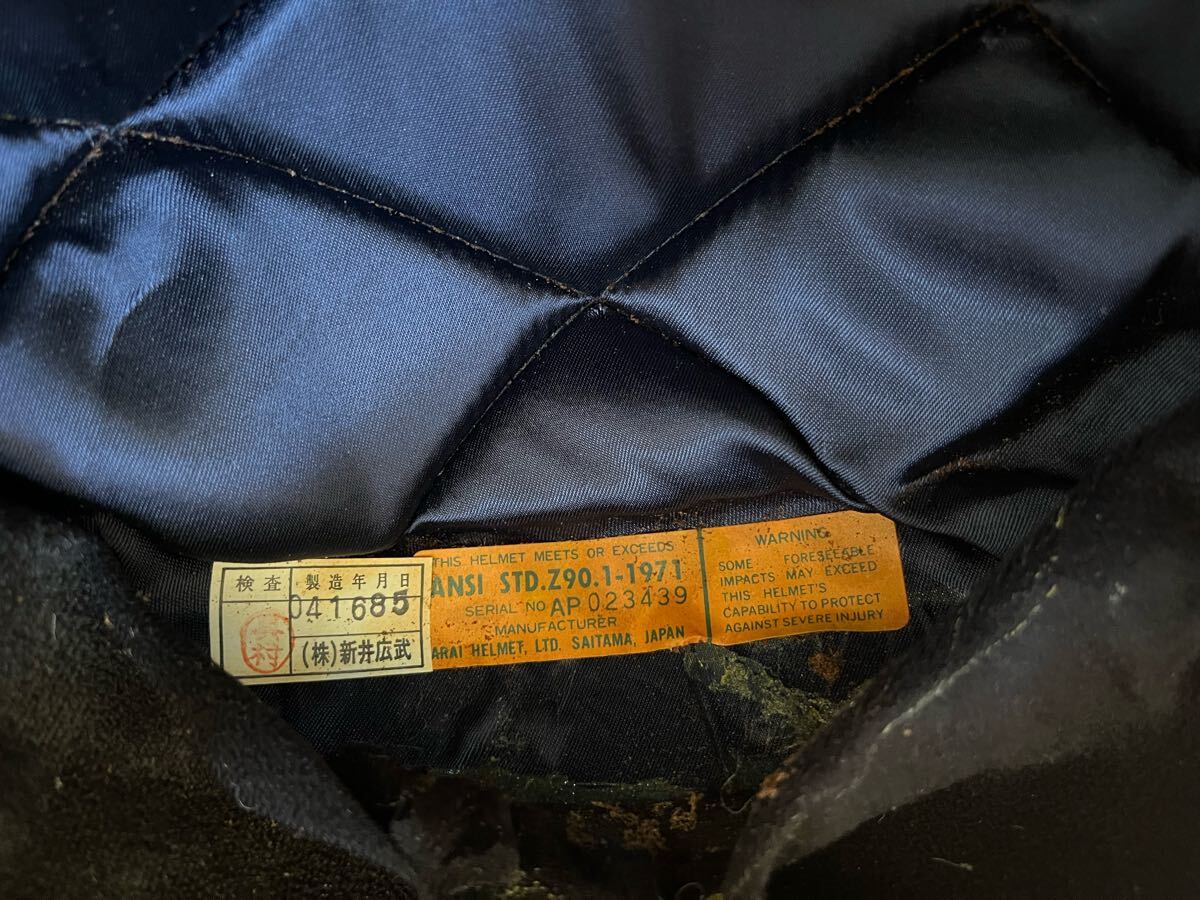 検査 製造年月日
041685
(株)新井広武
村
THIS HELMET MEETS OR EXCEEDS
ANSI STD.Z90.1-1971
SERIAL NO AP 023439
MANUFACTURER
ARAI HELMET, LTD. SAITAMA, JAPAN
WARNING
SOME FORESEEABLE
IMPACTS MAY EXCEED
THIS HELMET'S
CAPABILITY TO PROTECT
AGAINST SEVERE INJURY